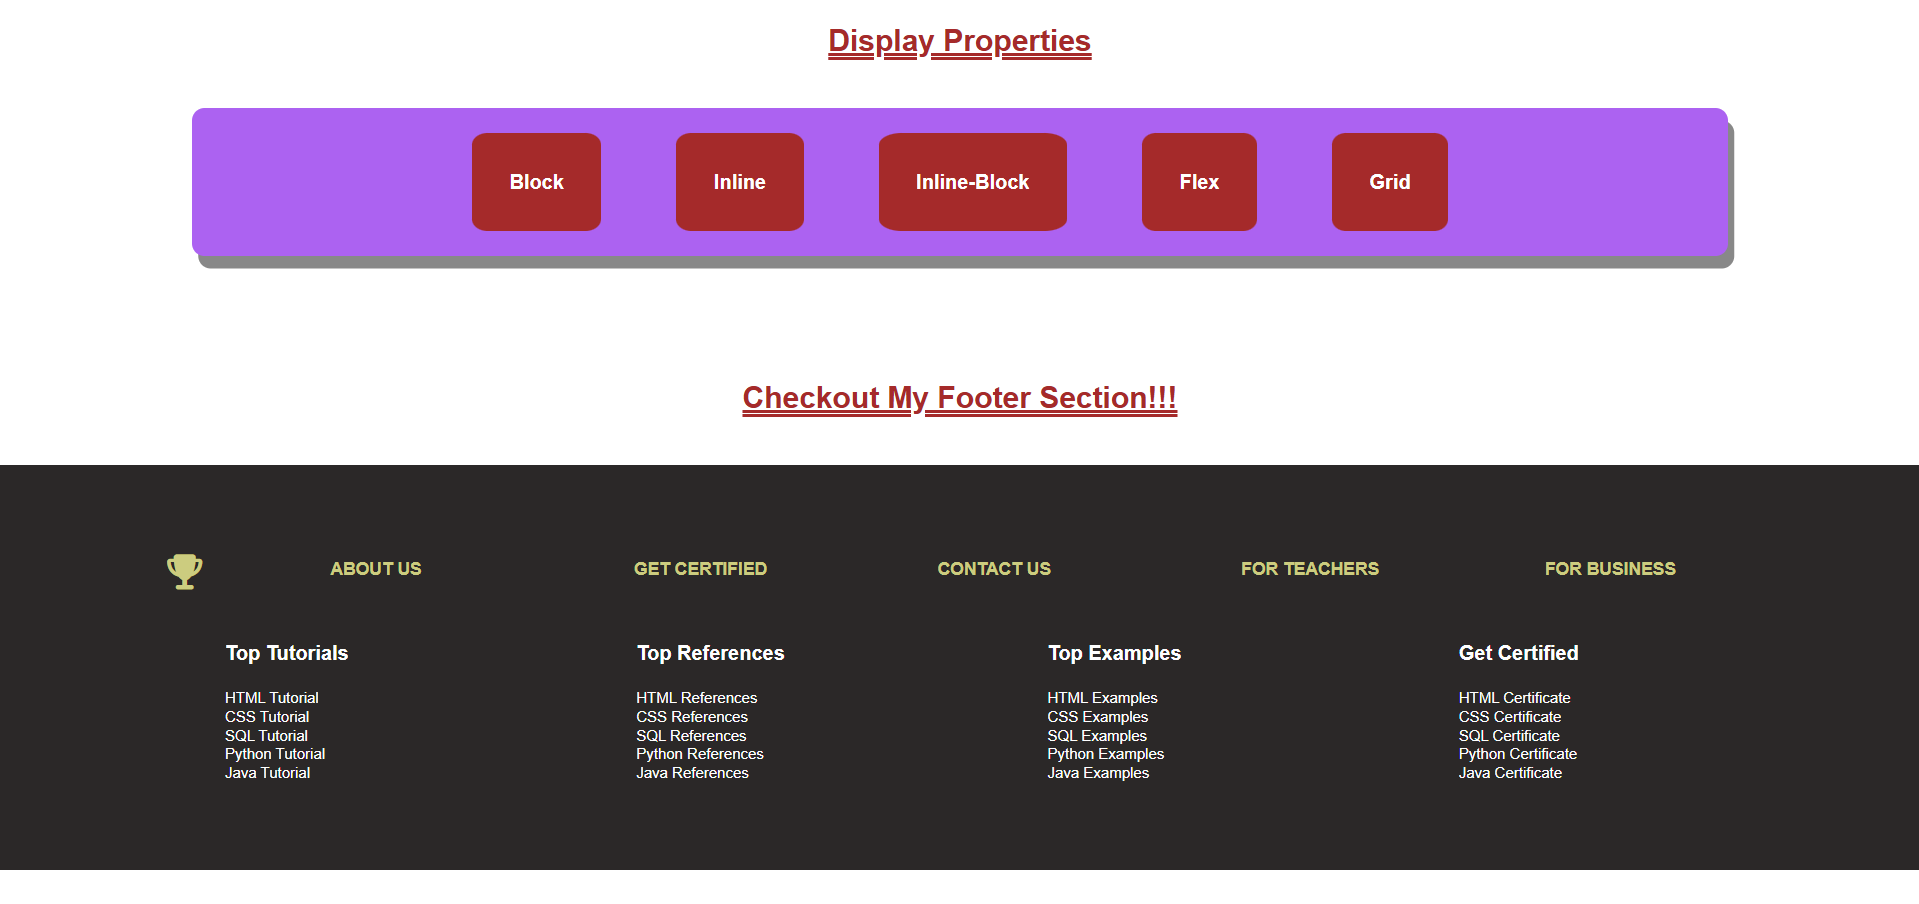 Display Properties
Block Inline Inline-Block Flex Grid
Checkout My Footer Section!!!
ABOUT US GET CERTIFIED CONTACT US FOR TEACHERS FOR BUSINESS
Top Tutorials
HTML Tutorial
CSS Tutorial
SQL Tutorial
Python Tutorial
Java Tutorial
Top References
HTML References
CSS References
SQL References
Python References
Java References
Top Examples
HTML Examples
CSS Examples
SQL Examples
Python Examples
Java Examples
Get Certified
HTML Certificate
CSS Certificate
SQL Certificate
Python Certificate
Java Certificate